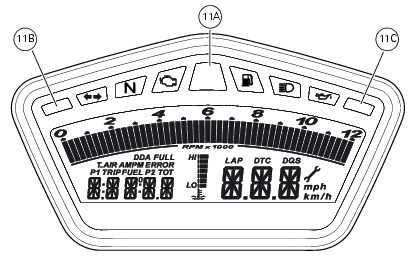 11A
11B
11C
N
0 2 4 6 8 10 12
RPM x 1000
DDA FULL
T.AIR AMPM ERROR
P1 TRIP FUEL P2 TOT
HI
LO
LAP DTC DQS
mph
km/h